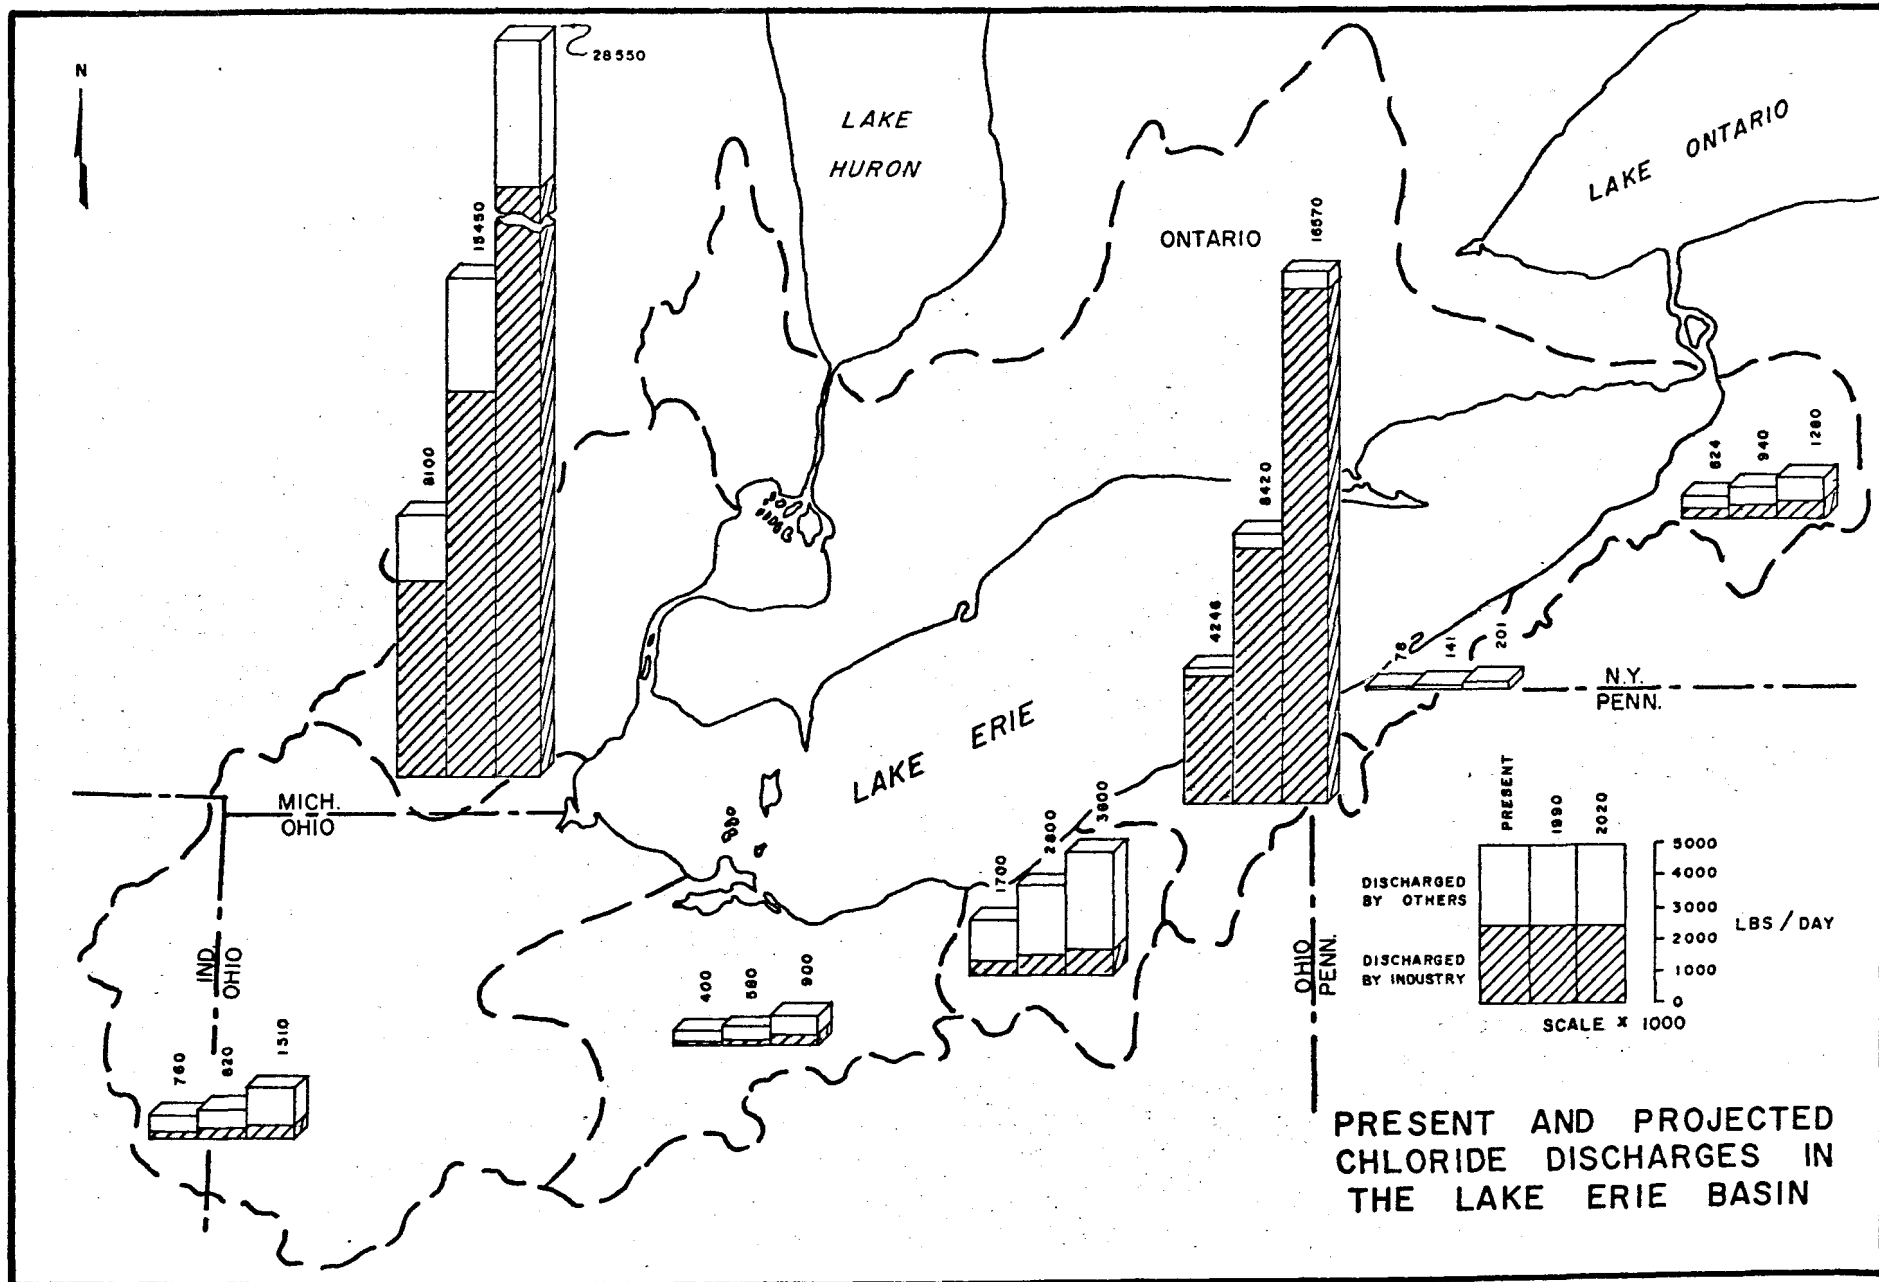 N
28550
15450
8100
LAKE
HURON
LAKE ONTARIO
ONTARIO
16570
8420
4246
624
940
1280
78
141
201
N.Y.
PENN.
LAKE ERIE
MICH.
OHIO
IND.
OHIO
760
820
1510
400
580
900
1700
2800
3800
OHIO
PENN.
PRESENT
1990
2020
DISCHARGED
BY OTHERS
DISCHARGED
BY INDUSTRY
5000
4000
3000
2000
1000
0
LBS / DAY
SCALE X 1000
PRESENT AND PROJECTED
CHLORIDE DISCHARGES IN
THE LAKE ERIE BASIN